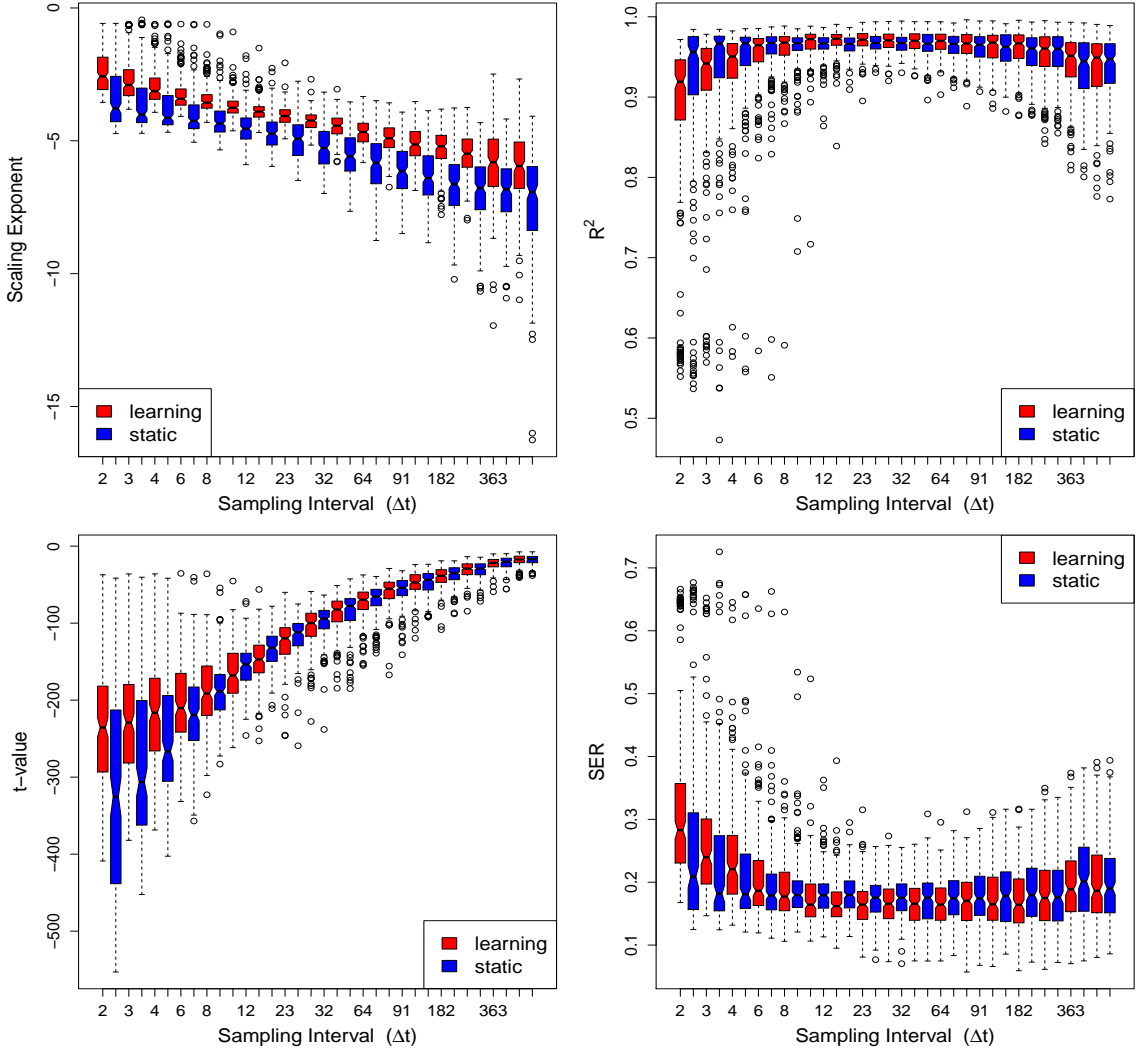 0
−5
−10
−15
Scaling Exponent
learning
static
2 3 4 6 8 12 23 32 64 91 182 363
Sampling Interval (Δt)
1.0
0.9
0.8
0.7
0.6
0.5
R²
learning
static
2 3 4 6 8 12 23 32 64 91 182 363
Sampling Interval (Δt)
0
−100
−200
−300
−400
−500
t−value
learning
static
2 3 4 6 8 12 23 32 64 91 182 363
Sampling Interval (Δt)
0.7
0.6
0.5
0.4
0.3
0.2
0.1
SER
learning
static
2 3 4 6 8 12 23 32 64 91 182 363
Sampling Interval (Δt)